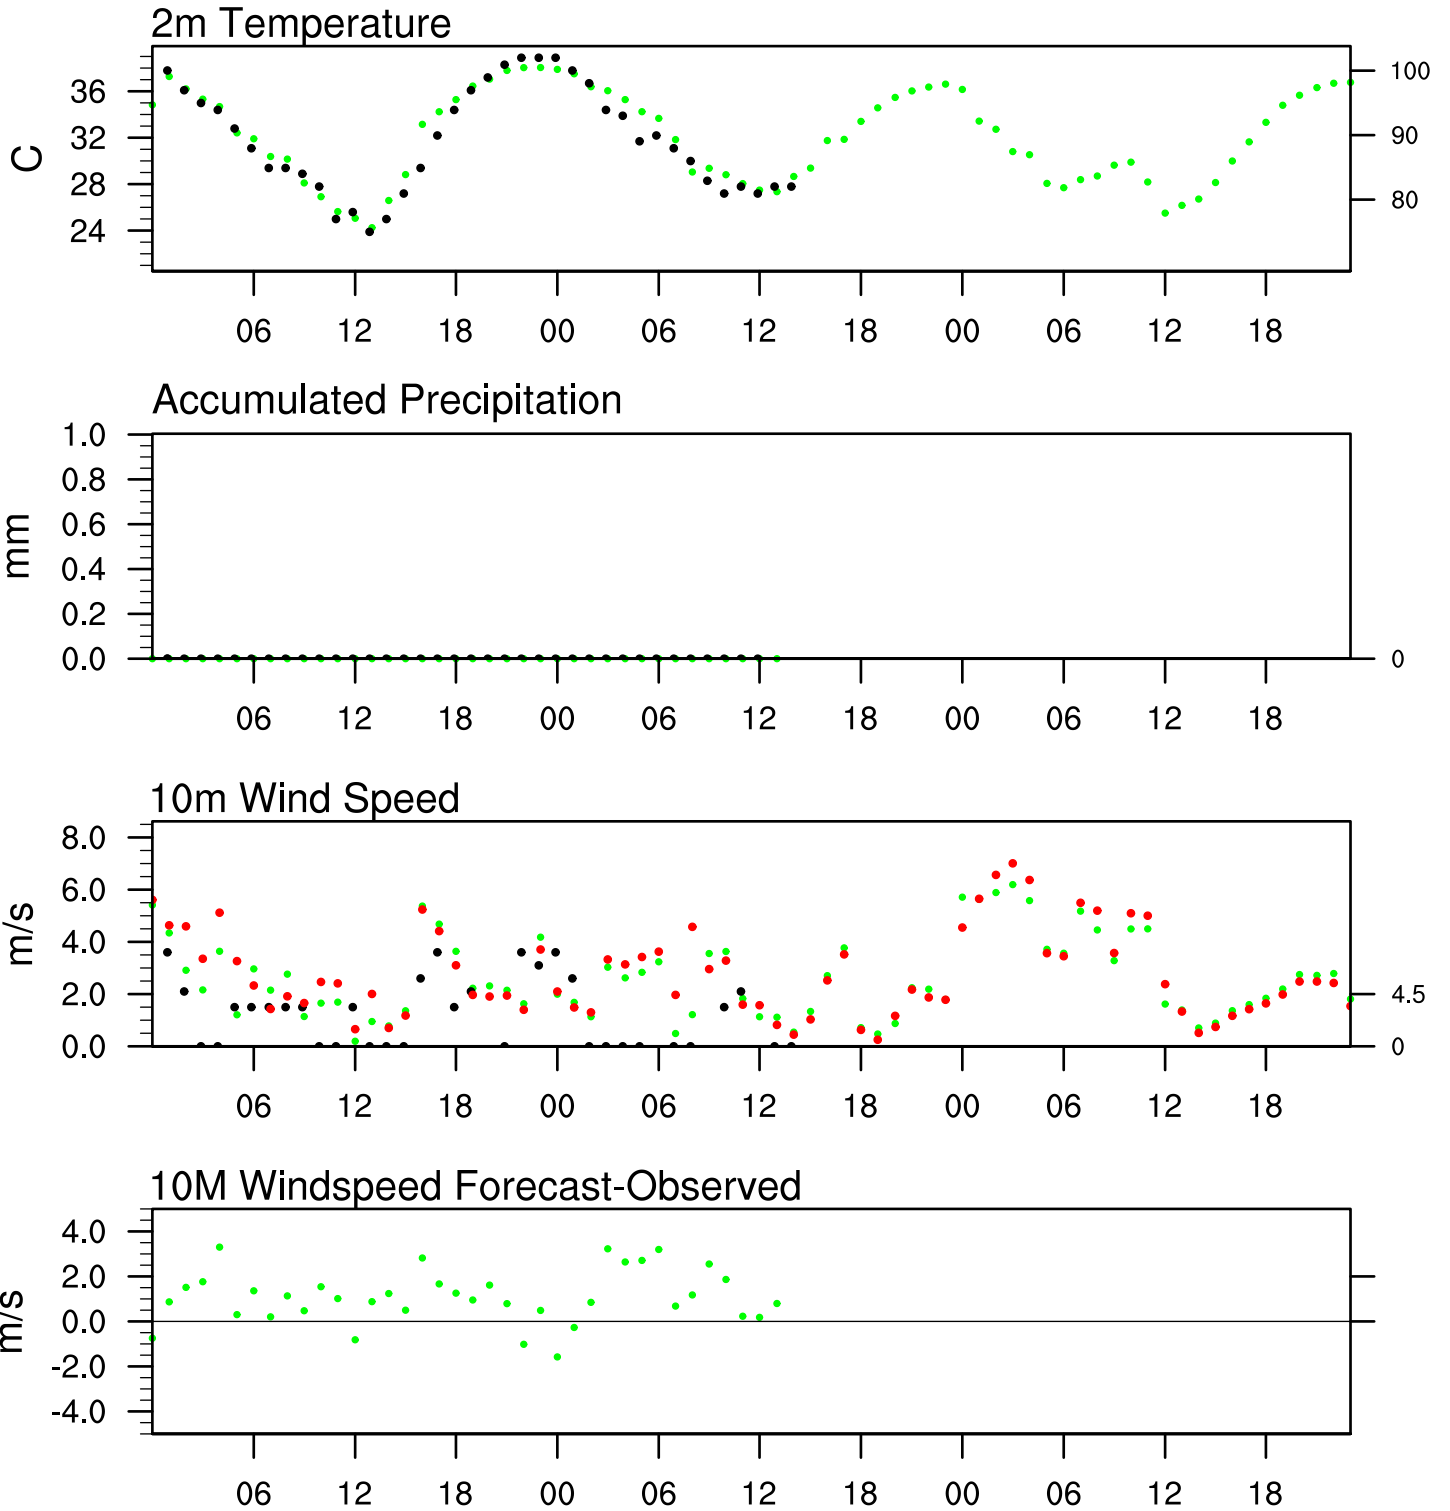 2m Temperature
C
36
32
28
24
100
90
80
06 12 18 00 06 12 18 00 06 12 18
Accumulated Precipitation
mm
1.0
0.8
0.6
0.4
0.2
0.0
0
06 12 18 00 06 12 18 00 06 12 18
10m Wind Speed
m/s
8.0
6.0
4.0
2.0
0.0
4.5
0
06 12 18 00 06 12 18 00 06 12 18
10M Windspeed Forecast-Observed
m/s
4.0
2.0
0.0
-2.0
-4.0
06 12 18 00 06 12 18 00 06 12 18